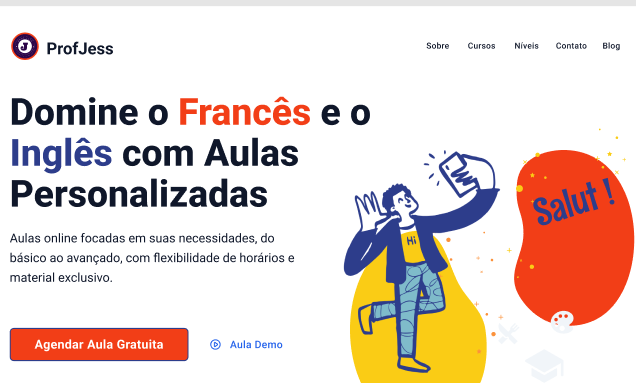 J ProfJess
Sobre Cursos Níveis Contato Blog
Domine o Francês e o
Inglês com Aulas
Personalizadas
Aulas online focadas em suas necessidades, do
básico ao avançado, com flexibilidade de horários e
material exclusivo.
Hi
Salut !
Agendar Aula Gratuita
Aula Demo